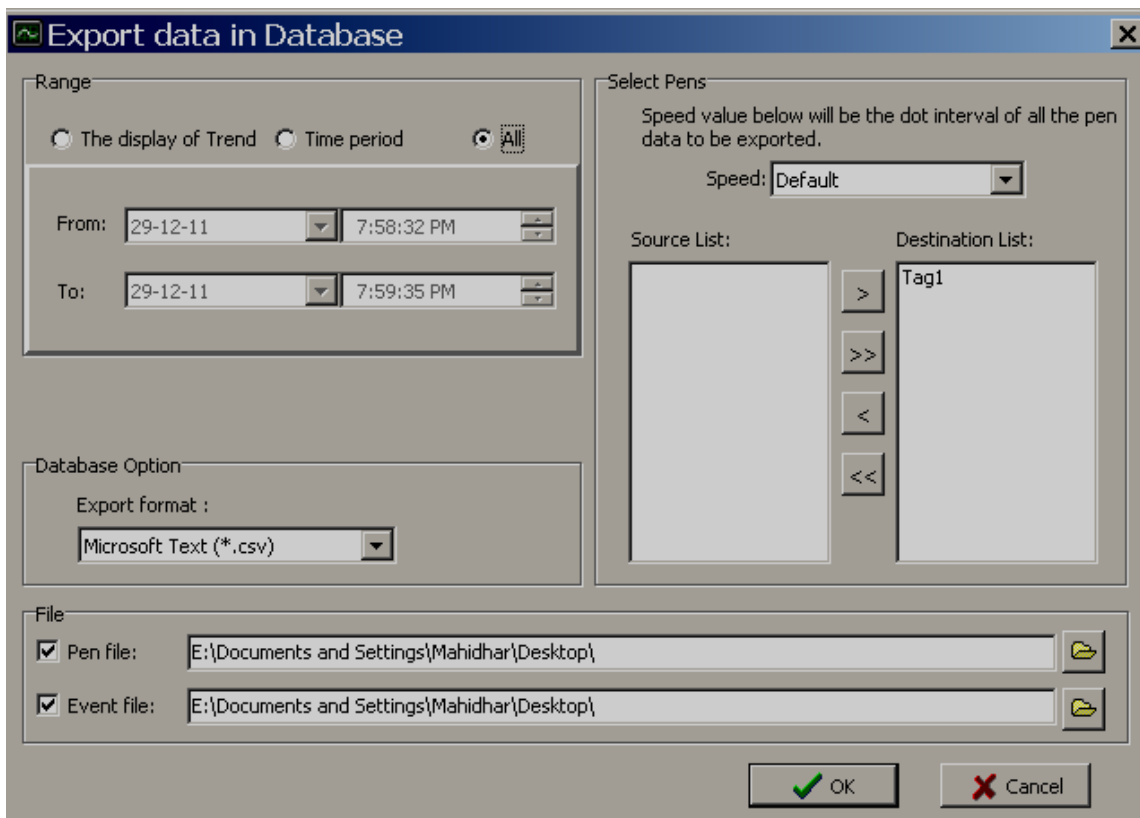 Export data in Database
Range
The display of Trend
Time period
All
From:
29-12-11
7:58:32 PM
To:
29-12-11
7:59:35 PM
Database Option
Export format :
Microsoft Text (*.csv)
Select Pens
Speed value below will be the dot interval of all the pen
data to be exported.
Speed:
Default
Source List:
Destination List:
Tag1
>
>>
<
<<
File
Pen file:
E:\Documents and Settings\Mahidhar\Desktop\
Event file:
E:\Documents and Settings\Mahidhar\Desktop\
OK
Cancel